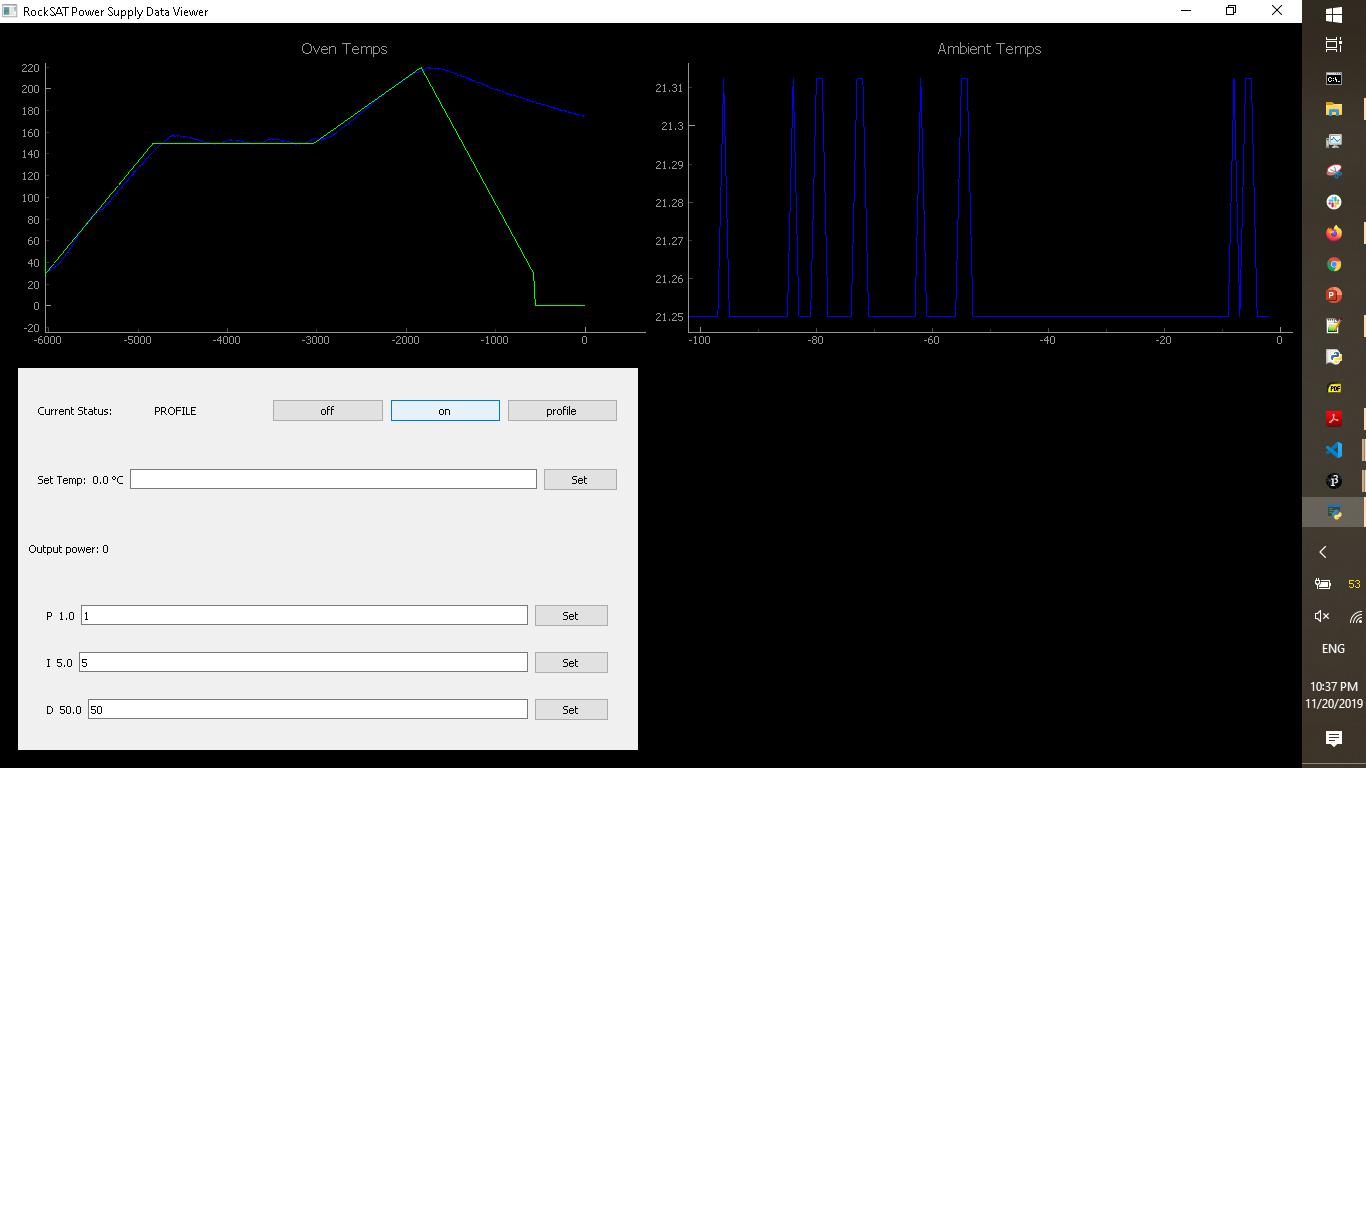 RockSAT Power Supply Data Viewer
Oven Temps
220
200
180
160
140
120
100
80
60
40
20
0
-20
-6000 -5000 -4000 -3000 -2000 -1000 0
Ambient Temps
21.31
21.3
21.29
21.28
21.27
21.26
21.25
-100 -80 -60 -40 -20 0
Current Status: PROFILE off on profile
Set Temp: 0.0 °C Set
Output power: 0
P 1.0 1 Set
I 5.0 5 Set
D 50.0 50 Set
C:\.
PDF
53
ENG
10:37 PM
11/20/2019